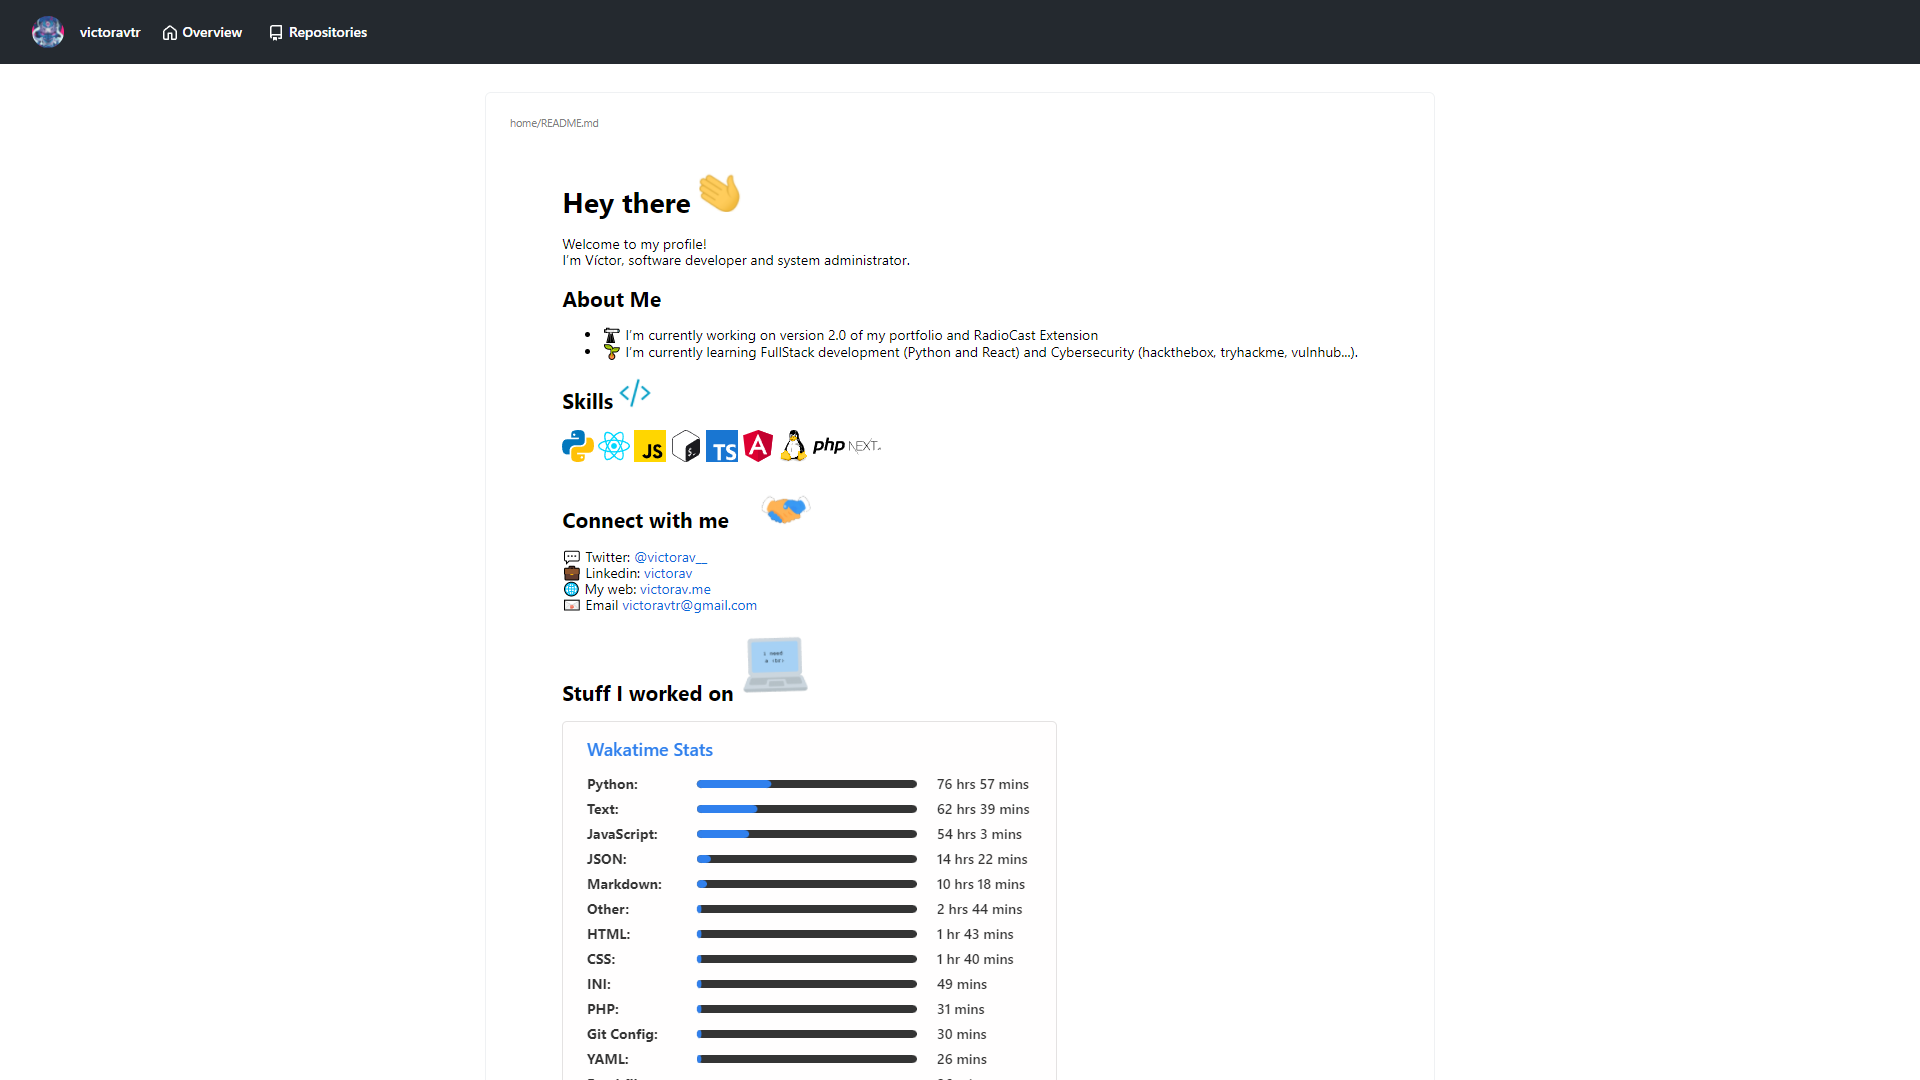 victoravtr
Overview
Repositories
home/README.md
Hey there
Welcome to my profile!
I'm Víctor, software developer and system administrator.
About Me
I'm currently working on version 2.0 of my portfolio and RadioCast Extension
I'm currently learning FullStack development (Python and React) and Cybersecurity (hackthebox, tryhackme, vulnhub...).
Skills </>
JS
$_
TS
A
php
NEXT.
Connect with me
Twitter: @victorav__
Linkedin: victorav
My web: victorav.me
Email victoravtr@gmail.com
i need
a <br>
Stuff I worked on
Wakatime Stats
Python: 76 hrs 57 mins
Text: 62 hrs 39 mins
JavaScript: 54 hrs 3 mins
JSON: 14 hrs 22 mins
Markdown: 10 hrs 18 mins
Other: 2 hrs 44 mins
HTML: 1 hr 43 mins
CSS: 1 hr 40 mins
INI: 49 mins
PHP: 31 mins
Git Config: 30 mins
YAML: 26 mins